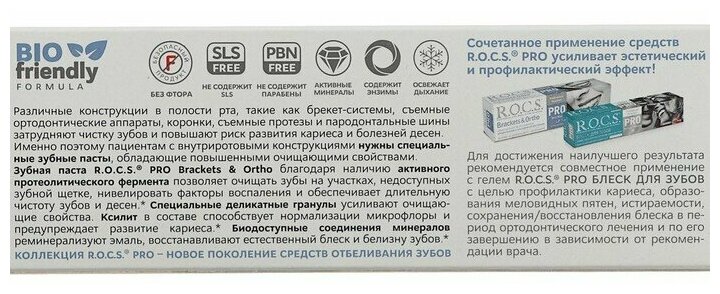 BIO
friendly
FORMULA
БЕЗОПАСНЫЙ
F
ПРОДУКТ
БЕЗ ФТОРА
SLS
FREE
НЕ СОДЕРЖИТ
SLS
PBN
FREE
НЕ СОДЕРЖИТ
ПАРАБЕНЫ
АКТИВНЫЕ
МИНЕРАЛЫ
СОДЕРЖИТ
ЭНЗИМЫ
ОСВЕЖАЕТ
ДЫХАНИЕ
Различные конструкции в полости рта, такие как брекет-системы, съемные
ортодонтические аппараты, коронки, съемные протезы и пародонтальные шины
затрудняют чистку зубов и повышают риск развития кариеса и болезней десен.
Именно поэтому пациентам с внутриротовыми конструкциями нужны специаль-
ные зубные пасты, обладающие повышенными очищающими свойствами.
Зубная паста R.O.C.S.® PRO Brackets & Ortho благодаря наличию активного
протеолитического фермента позволяет очищать зубы на участках, недоступных
зубной щетке, нивелировать проявления воспаления и обеспечивает длительную
чистоту зубов и десен.* Специальные деликатные гранулы усиливают очищаю-
щие свойства. Ксилит в составе способствует нормализации микрофлоры и
предупреждает развитие кариеса.* Биодоступные соединения минералов
реминерализуют эмаль, восстанавливают естественный блеск и белизну зубов.*
КОЛЛЕКЦИЯ R.O.C.S.® PRO – НОВОЕ ПОКОЛЕНИЕ СРЕДСТВ ОТБЕЛИВАНИЯ ЗУБОВ
Сочетанное применение средств
R.O.C.S.® PRO усиливает эстетический
и профилактический эффект!
R.O.C.S.
PRO
Brackets & Ortho
R.O.C.S.
PRO
Для достижения наилучшего результата
рекомендуется совместное применение
с гелем R.O.C.S.® PRO БЛЕСК ДЛЯ ЗУБОВ
с целью профилактики кариеса, образо-
вания меловидных пятен, истираемости,
сохранения/восстановления блеска в пе-
риод ортодонтического лечения и по его
завершению в зависимости от рекомен-
дации врача.